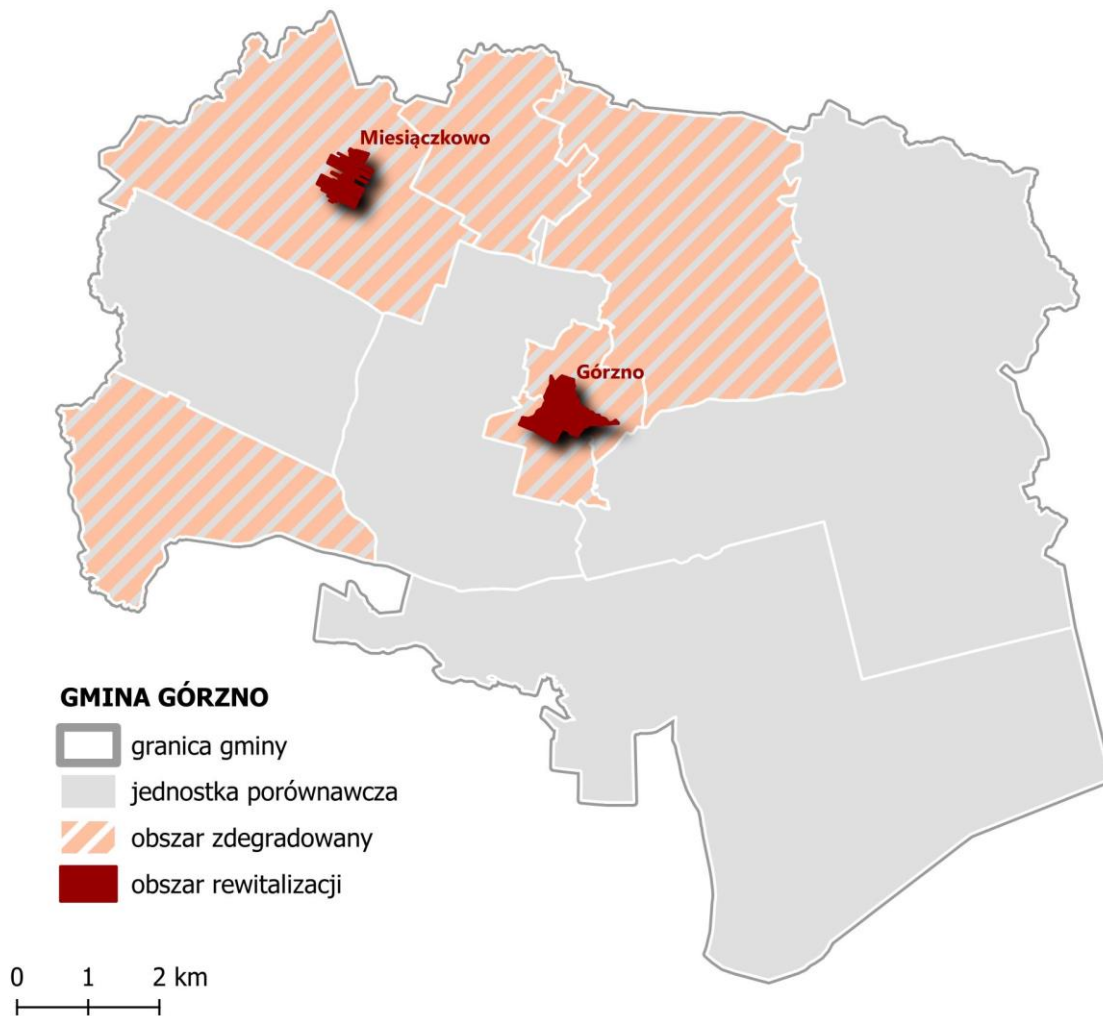 Miesiączkowo
Górzno
GMINA GÓRZNO
granica gminy
jednostka porównawcza
obszar zdegradowany
obszar rewitalizacji
0 1 2 km